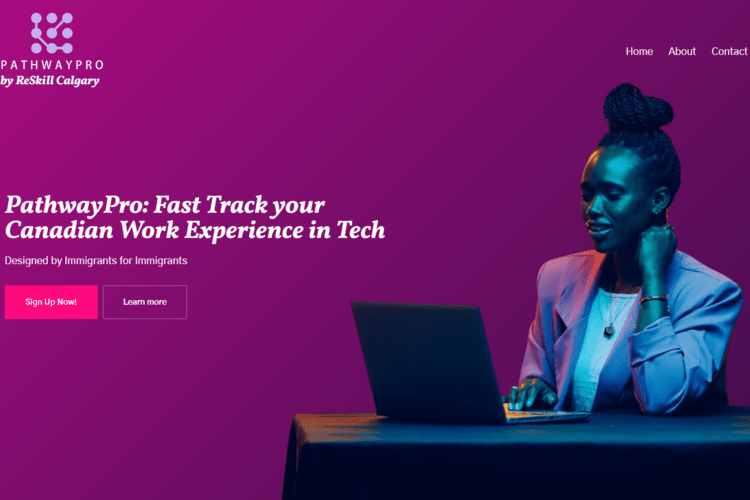 PATHWAYPRO
by ReSkill Calgary
Home About Contact
PathwayPro: Fast Track your
Canadian Work Experience in Tech
Designed by Immigrants for Immigrants
Sign Up Now! Learn more